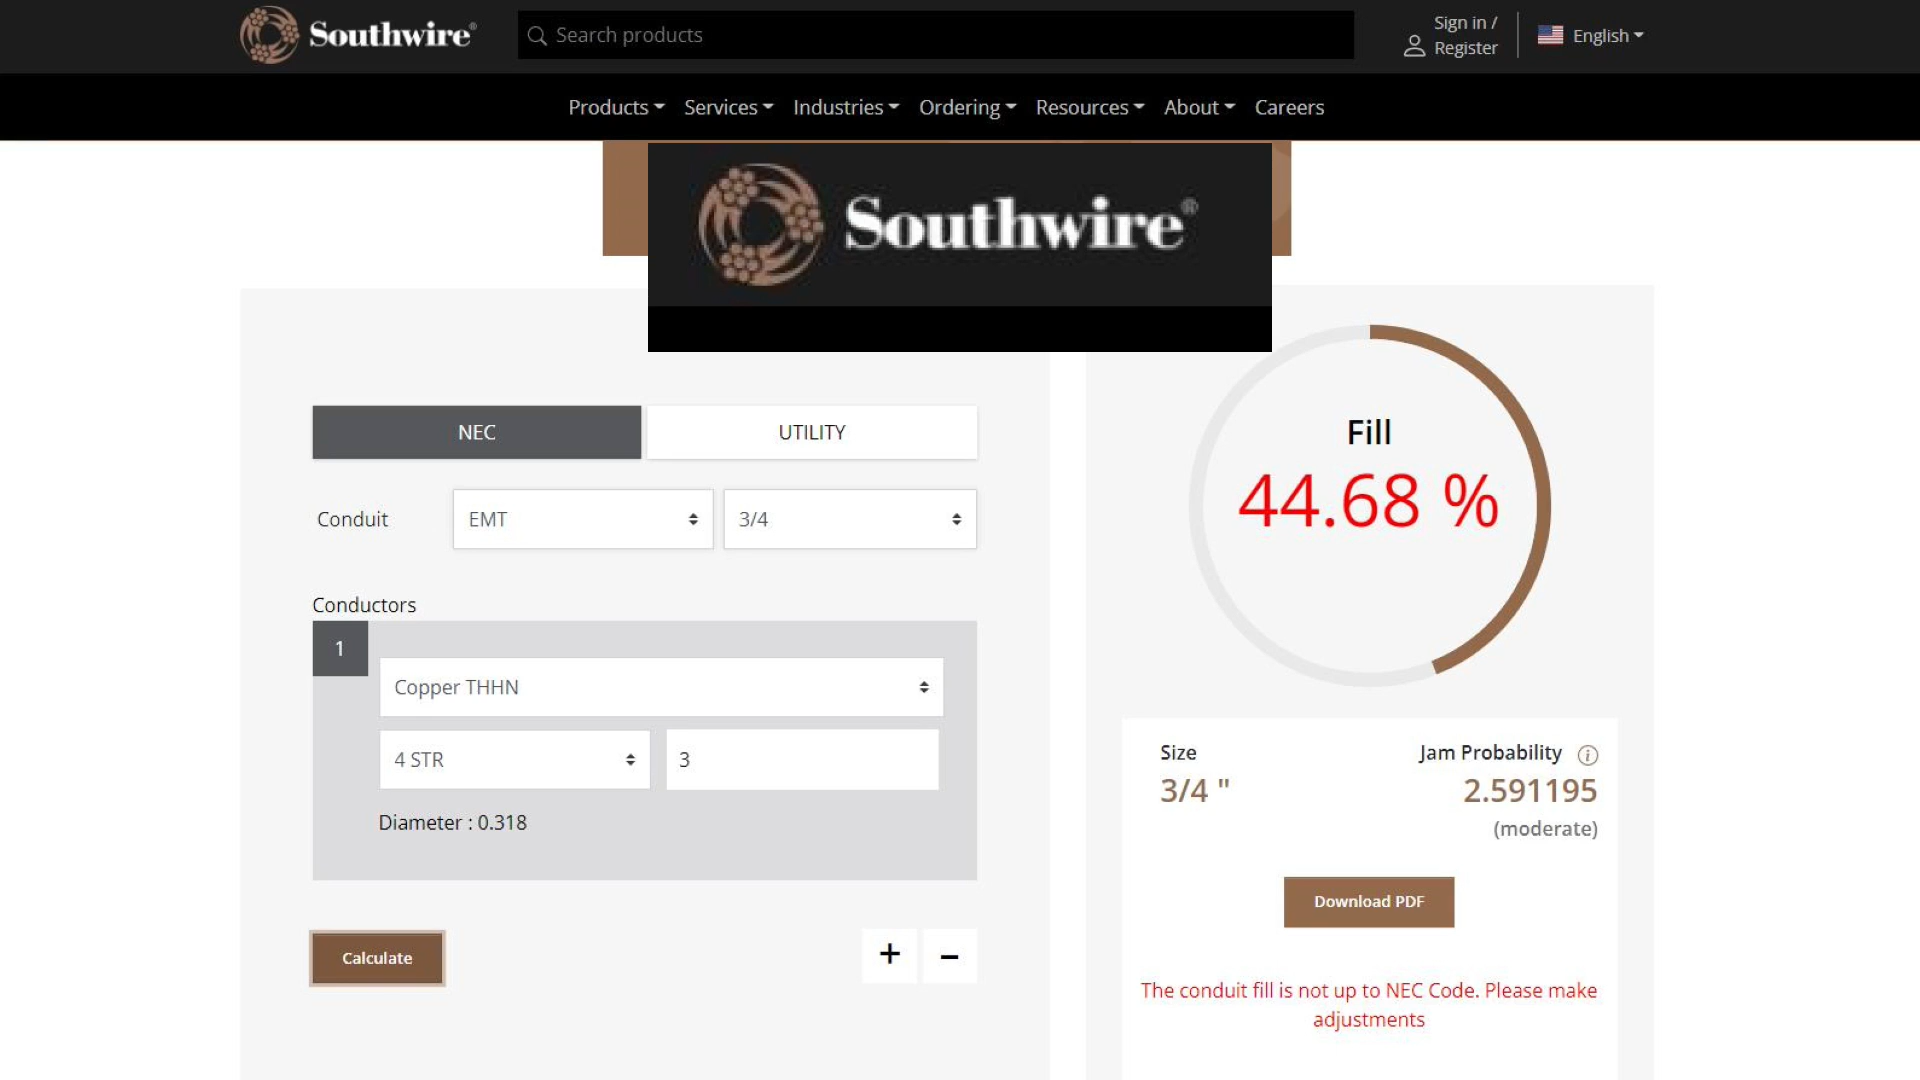 Southwire®
Search products
Sign in /
Register
English
Products Services Industries Ordering Resources About Careers
Southwire®
NEC
UTILITY
Conduit
EMT
3/4
Conductors
1
Copper THHN
4 STR
3
Diameter : 0.318
Calculate
+ −
Fill
44.68 %
Size
3/4 "
Jam Probability i
2.591195
(moderate)
Download PDF
The conduit fill is not up to NEC Code. Please make
adjustments